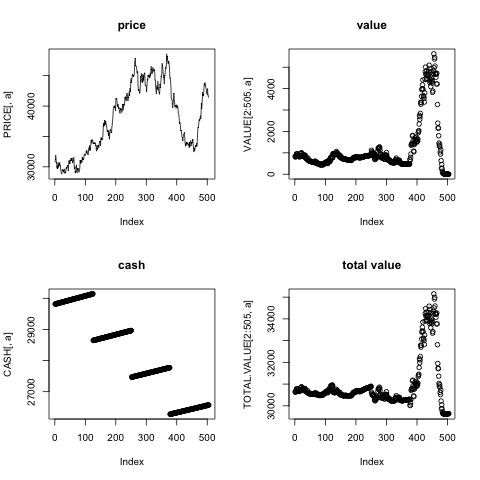 price
PRICE[, a]
30000
40000
0 100 200 300 400 500
Index
value
VALUE[2:505, a]
0
2000
4000
0 100 200 300 400 500
Index
cash
CASH[, a]
27000
29000
0 100 200 300 400 500
Index
total value
TOTAL.VALUE[2:505, a]
30000
32000
34000
0 100 200 300 400 500
Index